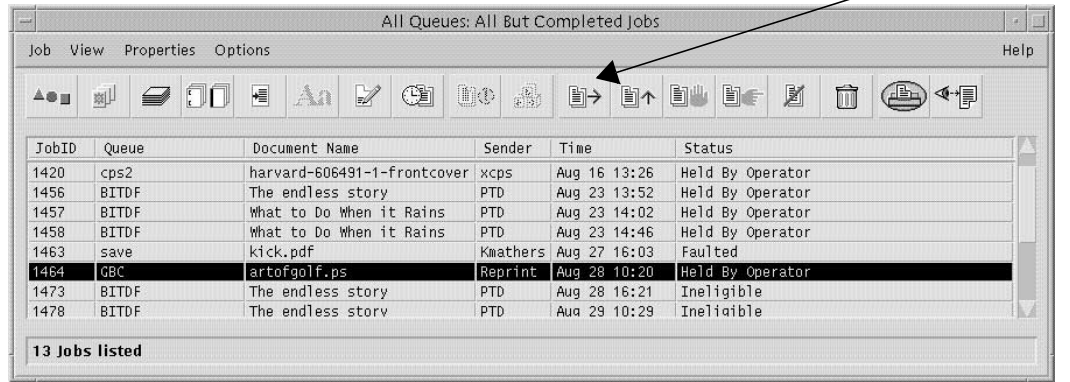 All Queues: All But Completed Jobs
Job View Properties Options Help
Aa
JobID Queue Document Name Sender Time Status
1420 cps2 harvard-606491-1-frontcover xcps Aug 16 13:26 Held By Operator
1456 BITDF The endless story PTD Aug 23 13:52 Held By Operator
1457 BITDF What to Do When it Rains PTD Aug 23 14:02 Held By Operator
1458 BITDF What to Do When it Rains PTD Aug 23 14:46 Held By Operator
1463 save kick.pdf Kmathers Aug 27 16:03 Faulted
1464 GBC artofgolf.ps Reprint Aug 28 10:20 Held By Operator
1473 BITDF The endless story PTD Aug 28 16:21 Ineligible
1478 BITDF The endless story PTD Aug 29 10:29 Ineligible
13 Jobs listed